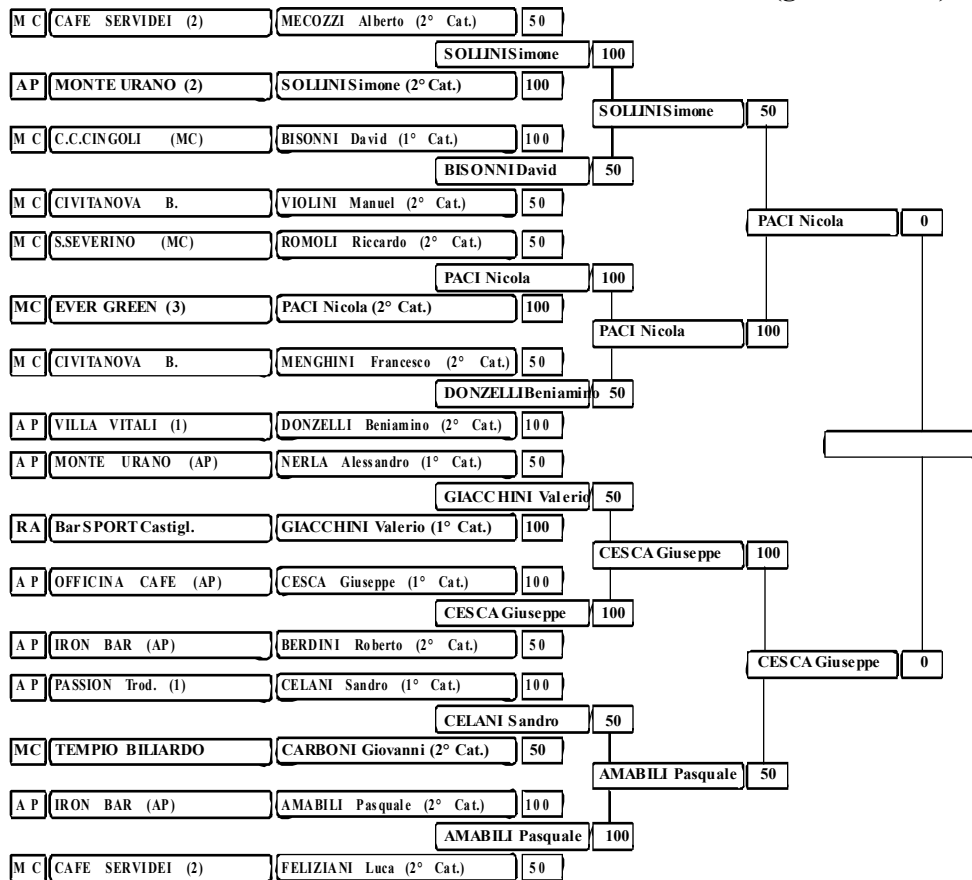 M C CAFE SERVIDEI (2) MECOZZI Alberto (2° Cat.) 50
SOLLINI Simone 100
AP MONTE URANO (2) SOLLINI Simone (2° Cat.) 100
SOLLINI Simone 50
M C C.C.CINGOLI (MC) BISONNI David (1° Cat.) 100
BISONNI David 50
M C CIVITANOVA B. VIOLINI Manuel (2° Cat.) 50
PACI Nicola 0
M C S.SEVERINO (MC) ROMOLI Riccardo (2° Cat.) 50
PACI Nicola 100
MC EVER GREEN (3) PACI Nicola (2° Cat.) 100
PACI Nicola 100
M C CIVITANOVA B. MENGHINI Francesco (2° Cat.) 50
DONZELLI Beniamino 50
A P VILLA VITALI (1) DONZELLI Beniamino (2° Cat.) 100
A P MONTE URANO (AP) NERLA Alessandro (1° Cat.) 50
GIACCHINI Valerio 50
RA Bar SPORT Castigl. GIACCHINI Valerio (1° Cat.) 100
CESCA Giuseppe 100
A P OFFICINA CAFE (AP) CESCA Giuseppe (1° Cat.) 100
CESCA Giuseppe 100
A P IRON BAR (AP) BERDINI Roberto (2° Cat.) 50
CESCA Giuseppe 0
A P PASSION Trod. (1) CELANI Sandro (1° Cat.) 100
CELANI Sandro 50
MC TEMPIO BILIARDO CARBONI Giovanni (2° Cat.) 50
AMABILI Pasquale 50
A P IRON BAR (AP) AMABILI Pasquale (2° Cat.) 100
AMABILI Pasquale 100
M C CAFE SERVIDEI (2) FELIZIANI Luca (2° Cat.) 50